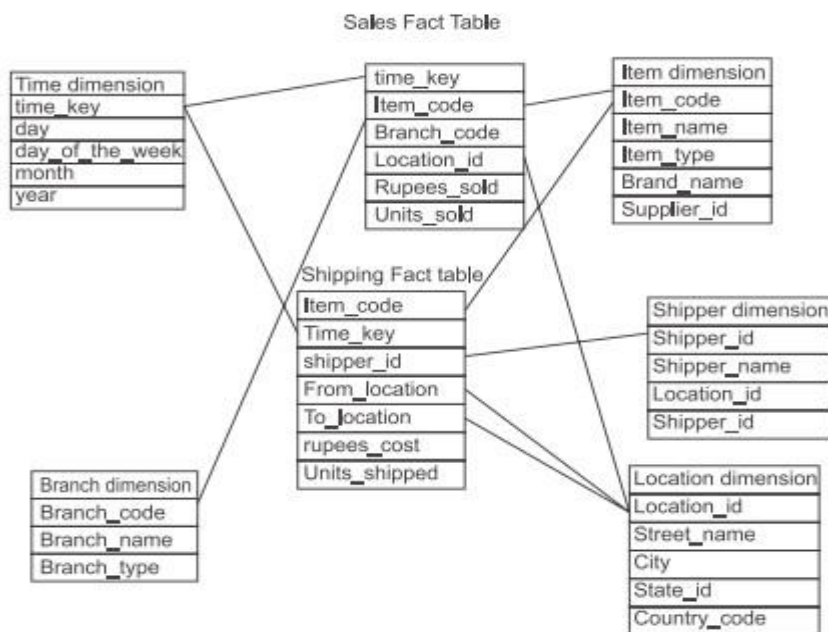 Sales Fact Table
Time dimension
time_key
day
day_of_the_week
month
year
time_key
Item_code
Branch_code
Location_id
Rupees_sold
Units_sold
Item dimension
Item_code
Item_name
Item_type
Brand_name
Supplier_id
Shipping Fact table
Item_code
Time_key
shipper_id
From_location
To_location
rupees_cost
Units_shipped
Shipper dimension
Shipper_id
Shipper_name
Location_id
Shipper_id
Branch dimension
Branch_code
Branch_name
Branch_type
Location dimension
Location_id
Street_name
City
State_id
Country_code